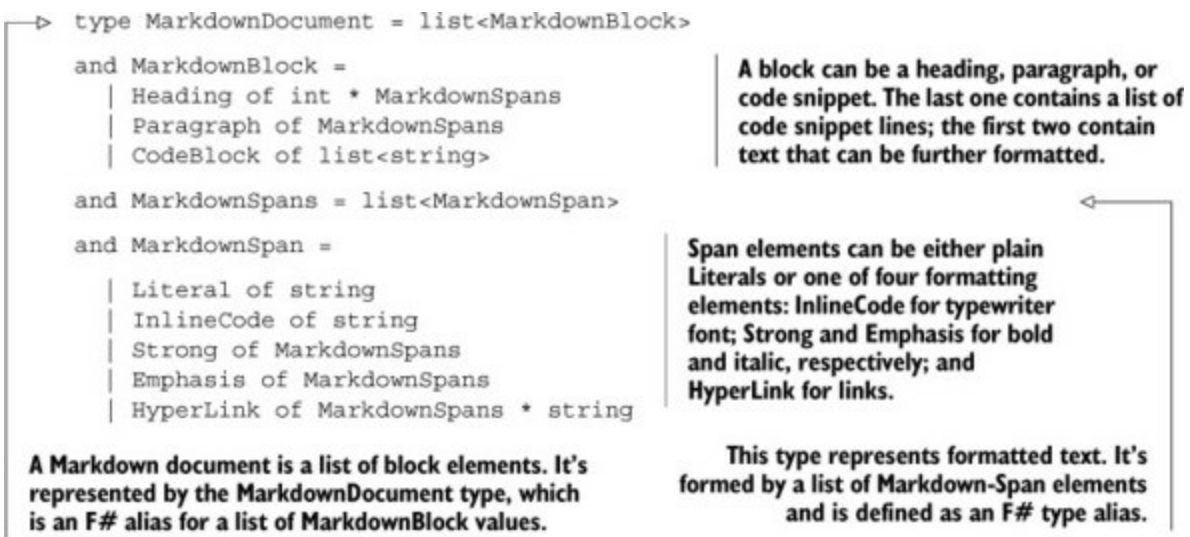 type MarkdownDocument = list<MarkdownBlock>
and MarkdownBlock =
| Heading of int * MarkdownSpans
| Paragraph of MarkdownSpans
| CodeBlock of list<string>
A block can be a heading, paragraph, or
code snippet. The last one contains a list of
code snippet lines; the first two contain
text that can be further formatted.
and MarkdownSpans = list<MarkdownSpan>
and MarkdownSpan =
| Literal of string
| InlineCode of string
| Strong of MarkdownSpans
| Emphasis of MarkdownSpans
| HyperLink of MarkdownSpans * string
Span elements can be either plain
Literals or one of four formatting
elements: InlineCode for typewriter
font; Strong and Emphasis for bold
and italic, respectively; and
HyperLink for links.
A Markdown document is a list of block elements. It's
represented by the MarkdownDocument type, which
is an F# alias for a list of MarkdownBlock values.
This type represents formatted text. It's
formed by a list of Markdown-Span elements
and is defined as an F# type alias.